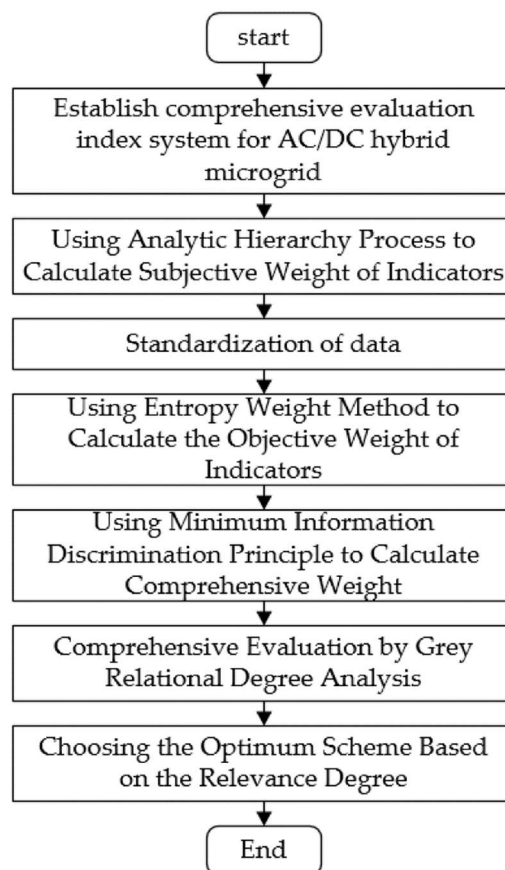 start
Establish comprehensive evaluation
index system for AC/DC hybrid
microgrid
Using Analytic Hierarchy Process to
Calculate Subjective Weight of Indicators
Standardization of data
Using Entropy Weight Method to
Calculate the Objective Weight of
Indicators
Using Minimum Information
Discrimination Principle to Calculate
Comprehensive Weight
Comprehensive Evaluation by Grey
Relational Degree Analysis
Choosing the Optimum Scheme Based
on the Relevance Degree
End